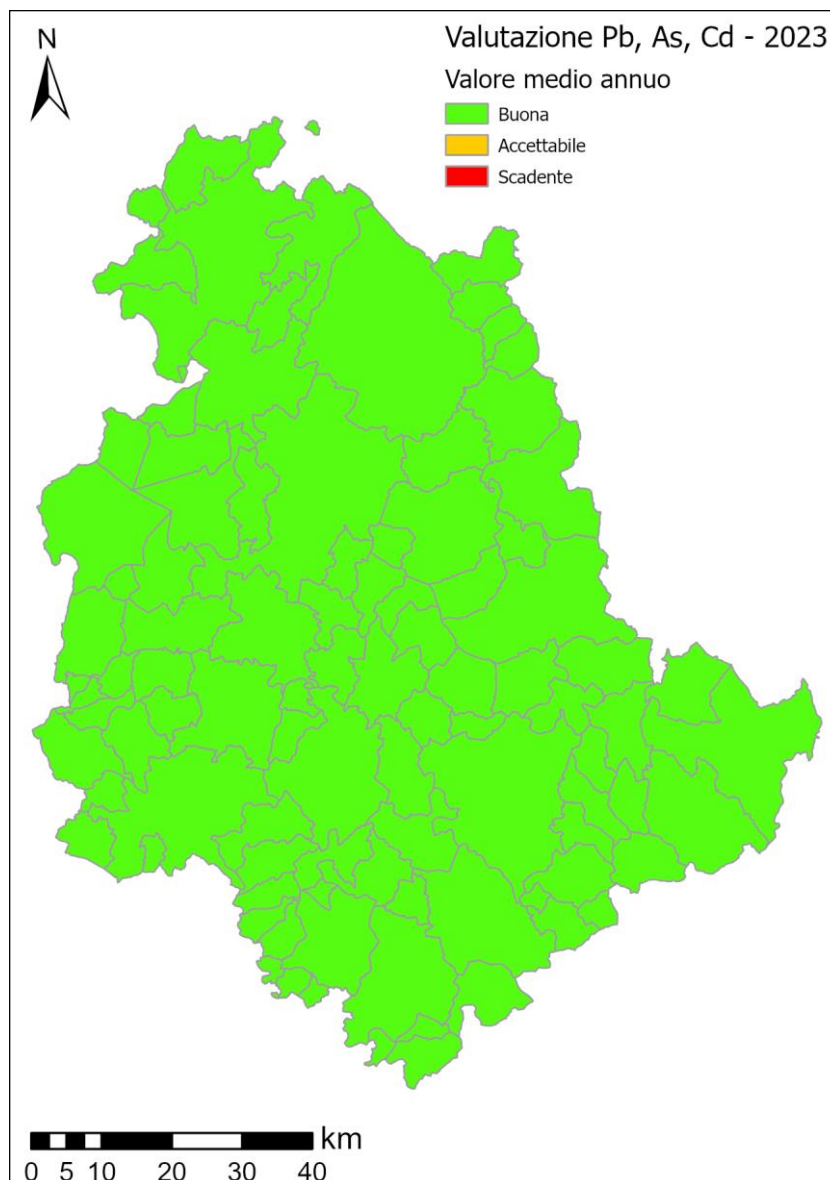 N
Valutazione Pb, As, Cd - 2023
Valore medio annuo
Buona
Accettabile
Scadente
km
0 5 10 20 30 40